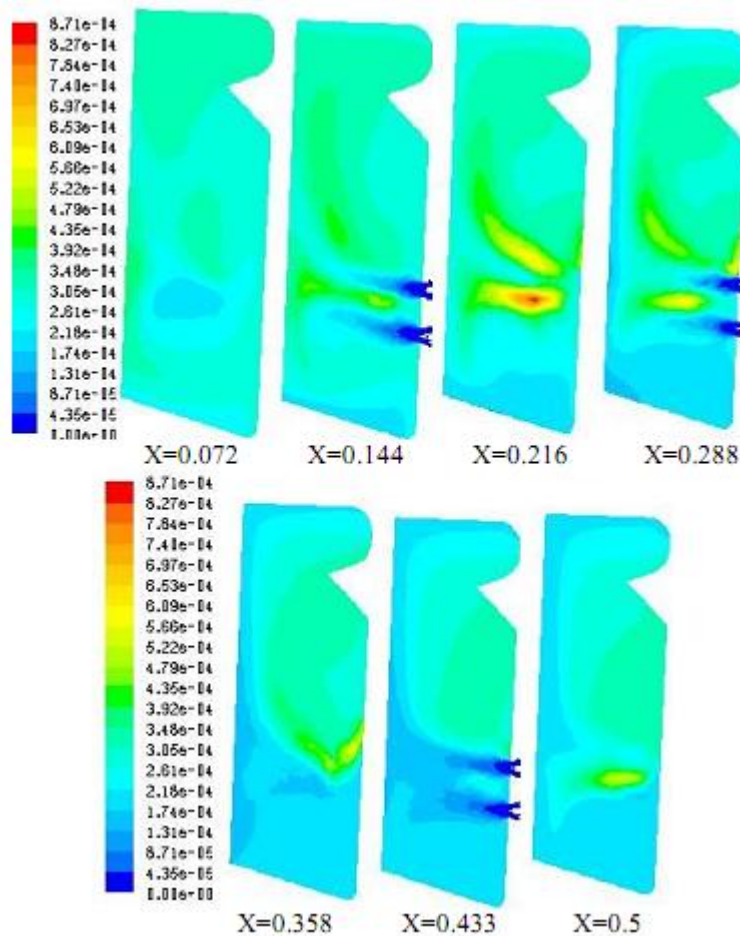 8.71e-04
8.27e-04
7.84e-04
7.40e-04
6.97e-04
6.53e-04
6.09e-04
5.66e-04
5.22e-04
4.79e-04
4.35e-04
3.92e-04
3.48e-04
3.05e-04
2.61e-04
2.18e-04
1.74e-04
1.31e-04
8.71e-05
4.35e-05
0.00e+00
X=0.072 X=0.144 X=0.216 X=0.288
8.71e-04
8.27e-04
7.84e-04
7.40e-04
6.97e-04
6.53e-04
6.09e-04
5.66e-04
5.22e-04
4.79e-04
4.35e-04
3.92e-04
3.48e-04
3.05e-04
2.61e-04
2.18e-04
1.74e-04
1.31e-04
8.71e-05
4.35e-05
0.00e+00
X=0.358 X=0.433 X=0.5